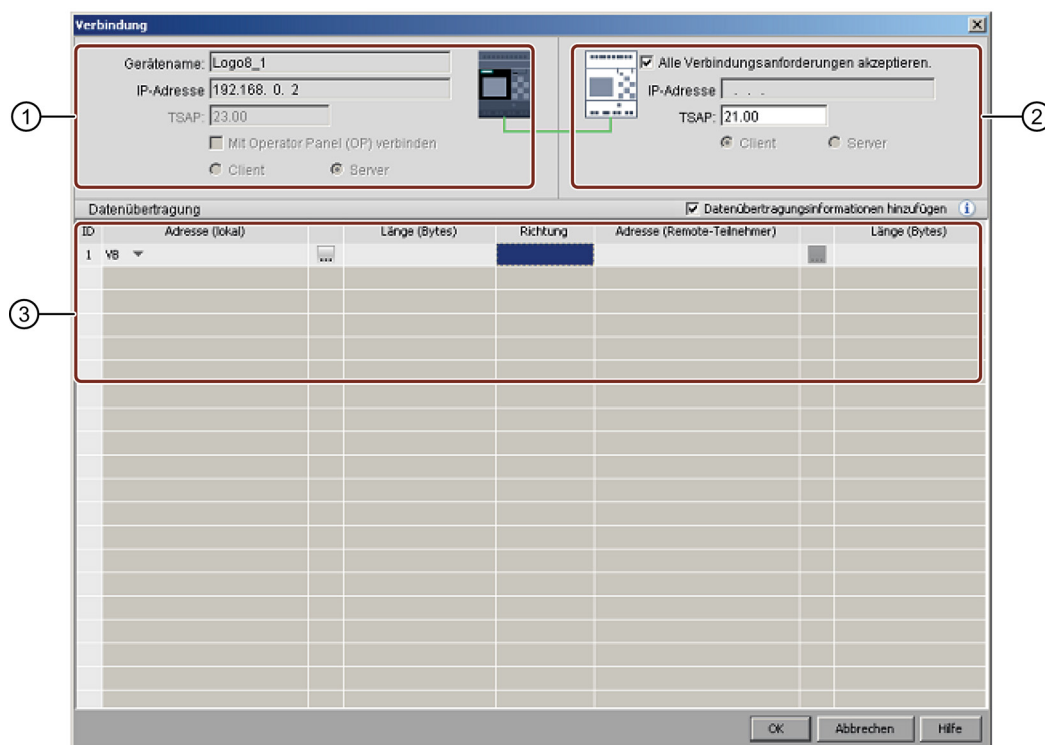 Verbindung
Gerätename: Logo8_1
IP-Adresse 192.168. 0. 2
TSAP: 23.00
Mit Operator Panel (OP) verbinden
Client Server
Alle Verbindungsanforderungen akzeptieren.
IP-Adresse . . .
TSAP: 21.00
Client Server
1
2
Datenübertragung Datenübertragungsinformationen hinzufügen i
ID Adresse (lokal) Länge (Bytes) Richtung Adresse (Remote-Teilnehmer) Länge (Bytes)
1 VB ... ...
3
OK Abbrechen Hilfe